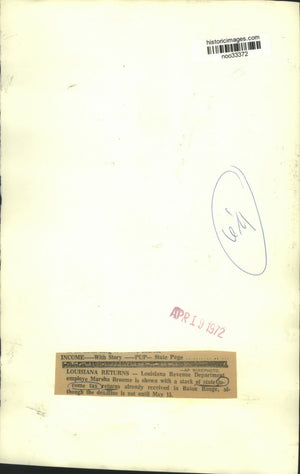 historicimages.com
noo33372
APR 19 1972
INCOME—With Story —PUP— State Page
AP WIREPHOTO
LOUISIANA RETURNS — Louisiana Revenue Department
employe Marsha Broome is shown with a stack of state in-
come tax returns already received in Baton Rouge, al-
though the deadline is not until May 15.